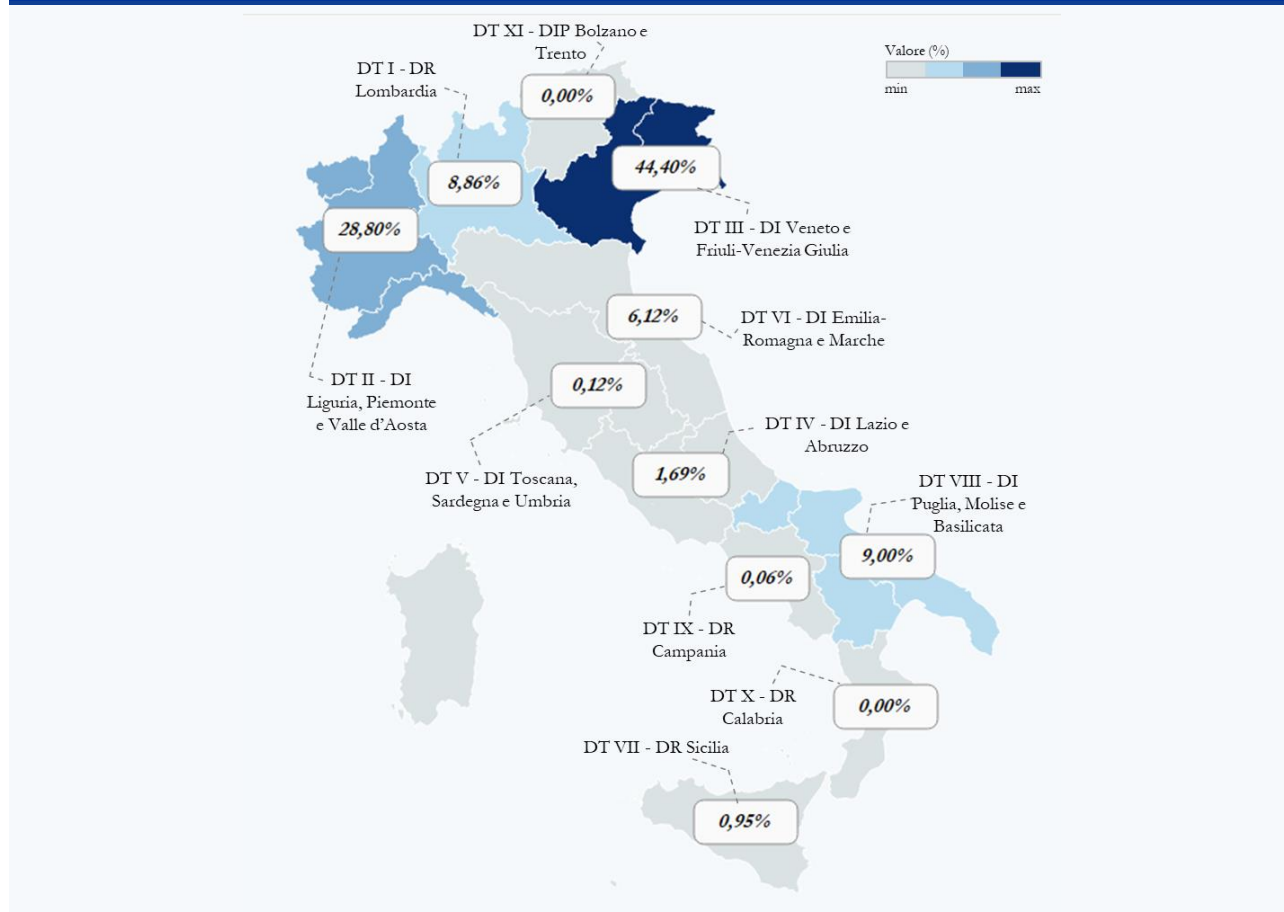 DT XI - DIP Bolzano e
Trento
Valore (%)
min
max
DT I - DR
Lombardia
0,00%
44,40%
8,86%
28,80%
DT III - DI Veneto e
Friuli-Venezia Giulia
6,12%
DT VI - DI Emilia-
Romagna e Marche
DT II - DI
Liguria, Piemonte
e Valle d’Aosta
0,12%
DT IV - DI Lazio e
Abruzzo
DT V - DI Toscana,
Sardegna e Umbria
1,69%
DT VIII - DI
Puglia, Molise e
Basilicata
9,00%
0,06%
DT IX - DR
Campania
DT X - DR
Calabria
0,00%
DT VII - DR Sicilia
0,95%